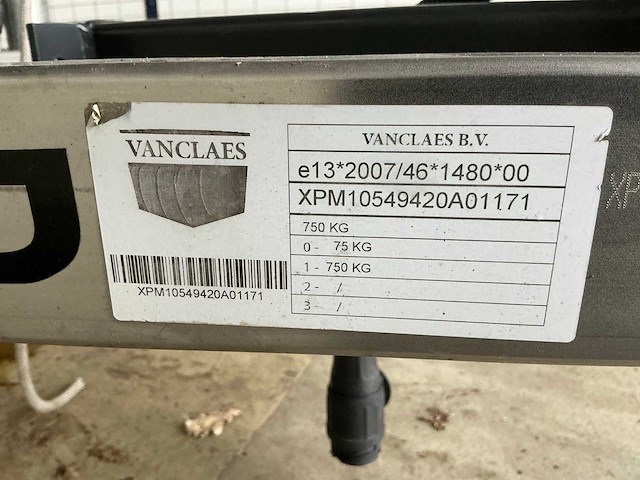 VANCLAES
XPM10549420A01171
VANCLAES B.V.
e13*2007/46*1480*00
XPM10549420A01171
750 KG
0 - 75 KG
1 - 750 KG
2 - /
3 - /
XP